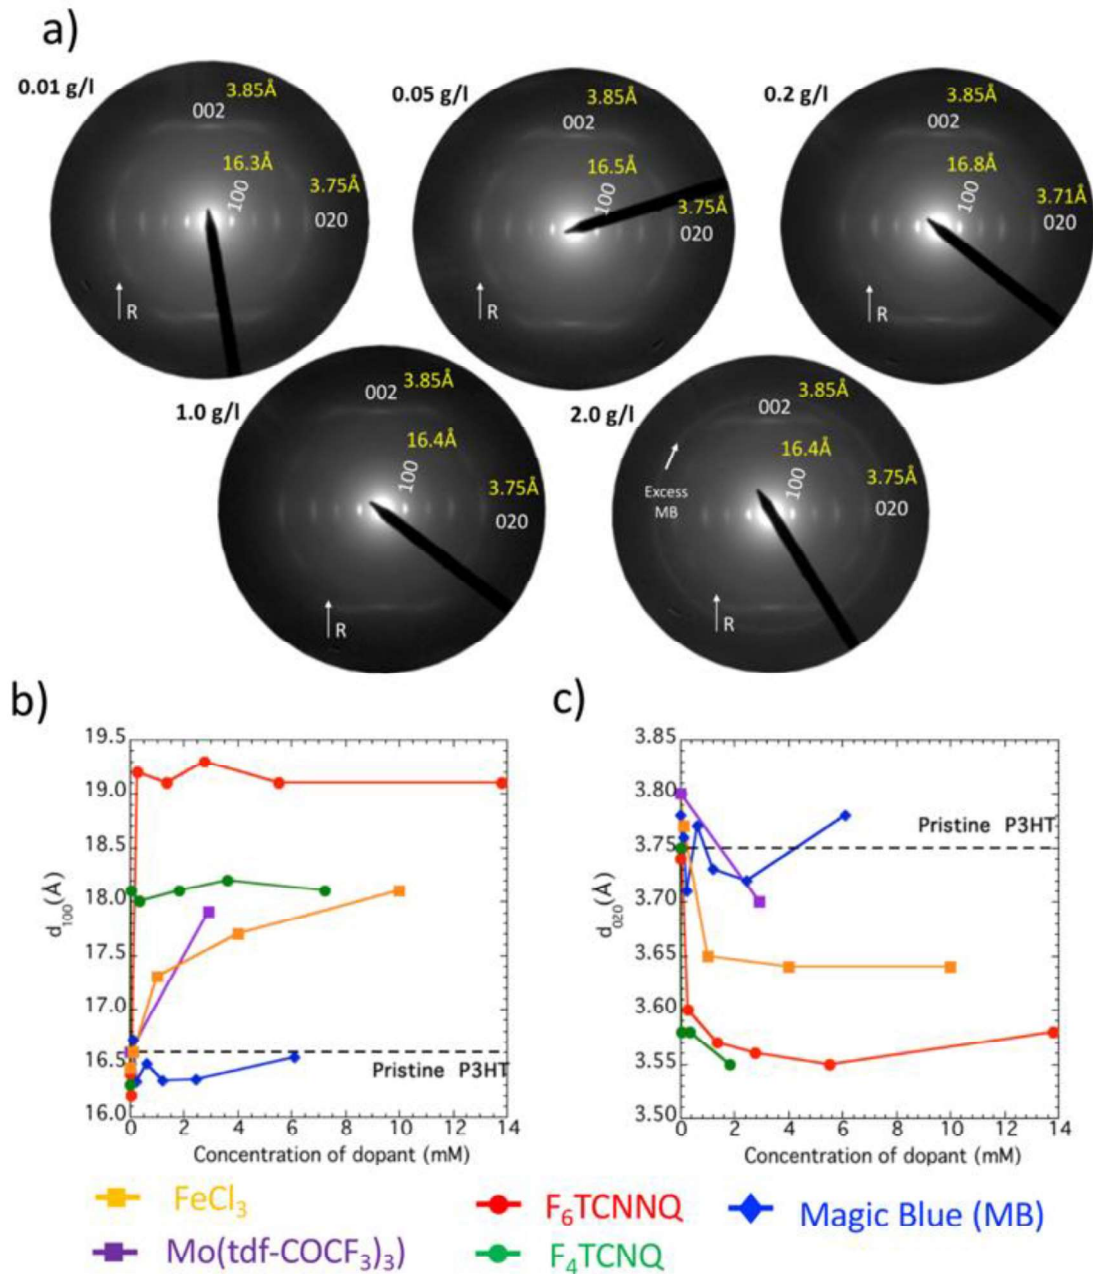 a)
0.01 g/l
3.85Å
002
16.3Å
100
3.75Å
020
R
0.05 g/l
3.85Å
002
16.5Å
100
3.75Å
020
R
0.2 g/l
3.85Å
002
16.8Å
100
3.71Å
020
R
1.0 g/l
3.85Å
002
16.4Å
100
3.75Å
020
R
2.0 g/l
3.85Å
002
16.4Å
100
3.75Å
020
Excess
MB
R
b)
19.5
19.0
18.5
18.0
17.5
17.0
16.5
16.0
d₁₀₀(Å)
Pristine P3HT
0 2 4 6 8 10 12 14
Concentration of dopant (mM)
c)
3.85
3.80
3.75
3.70
3.65
3.60
3.55
3.50
d₀₂₀(Å)
Pristine P3HT
0 2 4 6 8 10 12 14
Concentration of dopant (mM)
FeCl₃
F₆TCNNQ
Magic Blue (MB)
Mo(tdf-COCF₃)₃)
F₄TCNQ